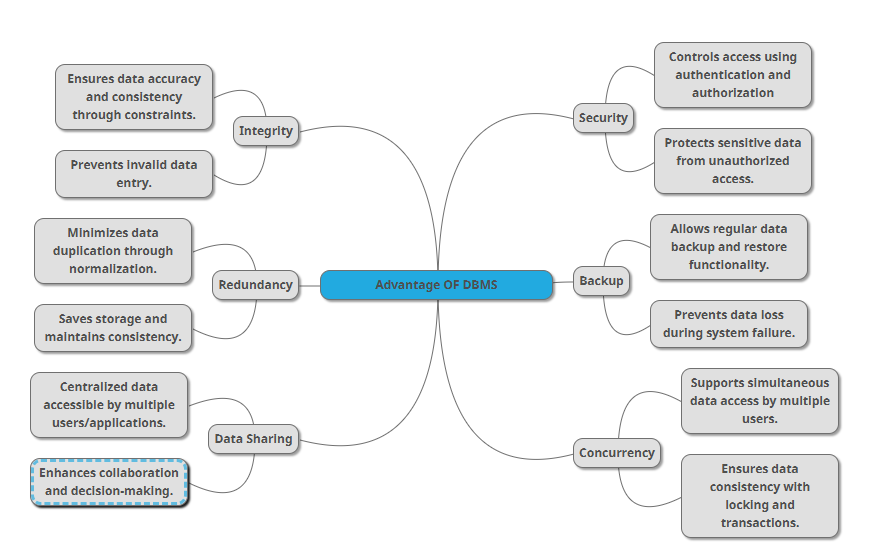 Advantage OF DBMS
Integrity
Ensures data accuracy
and consistency
through constraints.
Prevents invalid data
entry.
Redundancy
Minimizes data
duplication through
normalization.
Saves storage and
maintains consistency.
Data Sharing
Centralized data
accessible by multiple
users/applications.
Enhances collaboration
and decision-making.
Security
Controls access using
authentication and
authorization
Protects sensitive data
from unauthorized
access.
Backup
Allows regular data
backup and restore
functionality.
Prevents data loss
during system failure.
Concurrency
Supports simultaneous
data access by multiple
users.
Ensures data
consistency with
locking and
transactions.